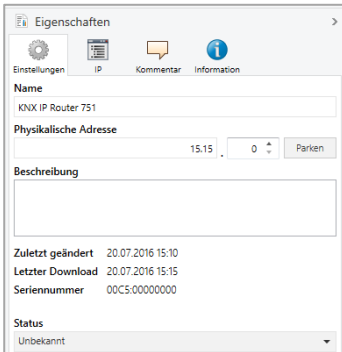 Eigenschaften
Einstellungen IP Kommentar Information
Name
KNX IP Router 751
Physikalische Adresse
15.15 . 0 Parken
Beschreibung
Zuletzt geändert 20.07.2016 15:10
Letzter Download 20.07.2016 15:15
Seriennummer 00C5:00000000
Status
Unbekannt